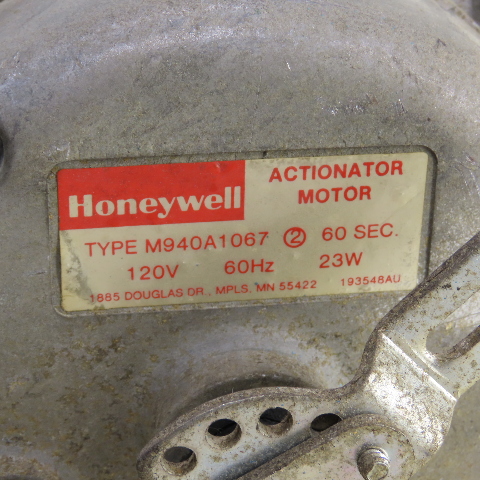 Honeywell
ACTIONATOR
MOTOR
TYPE M940A1067 ② 60 SEC.
120V 60Hz 23W
1885 DOUGLAS DR., MPLS. MN 55422 193548AU